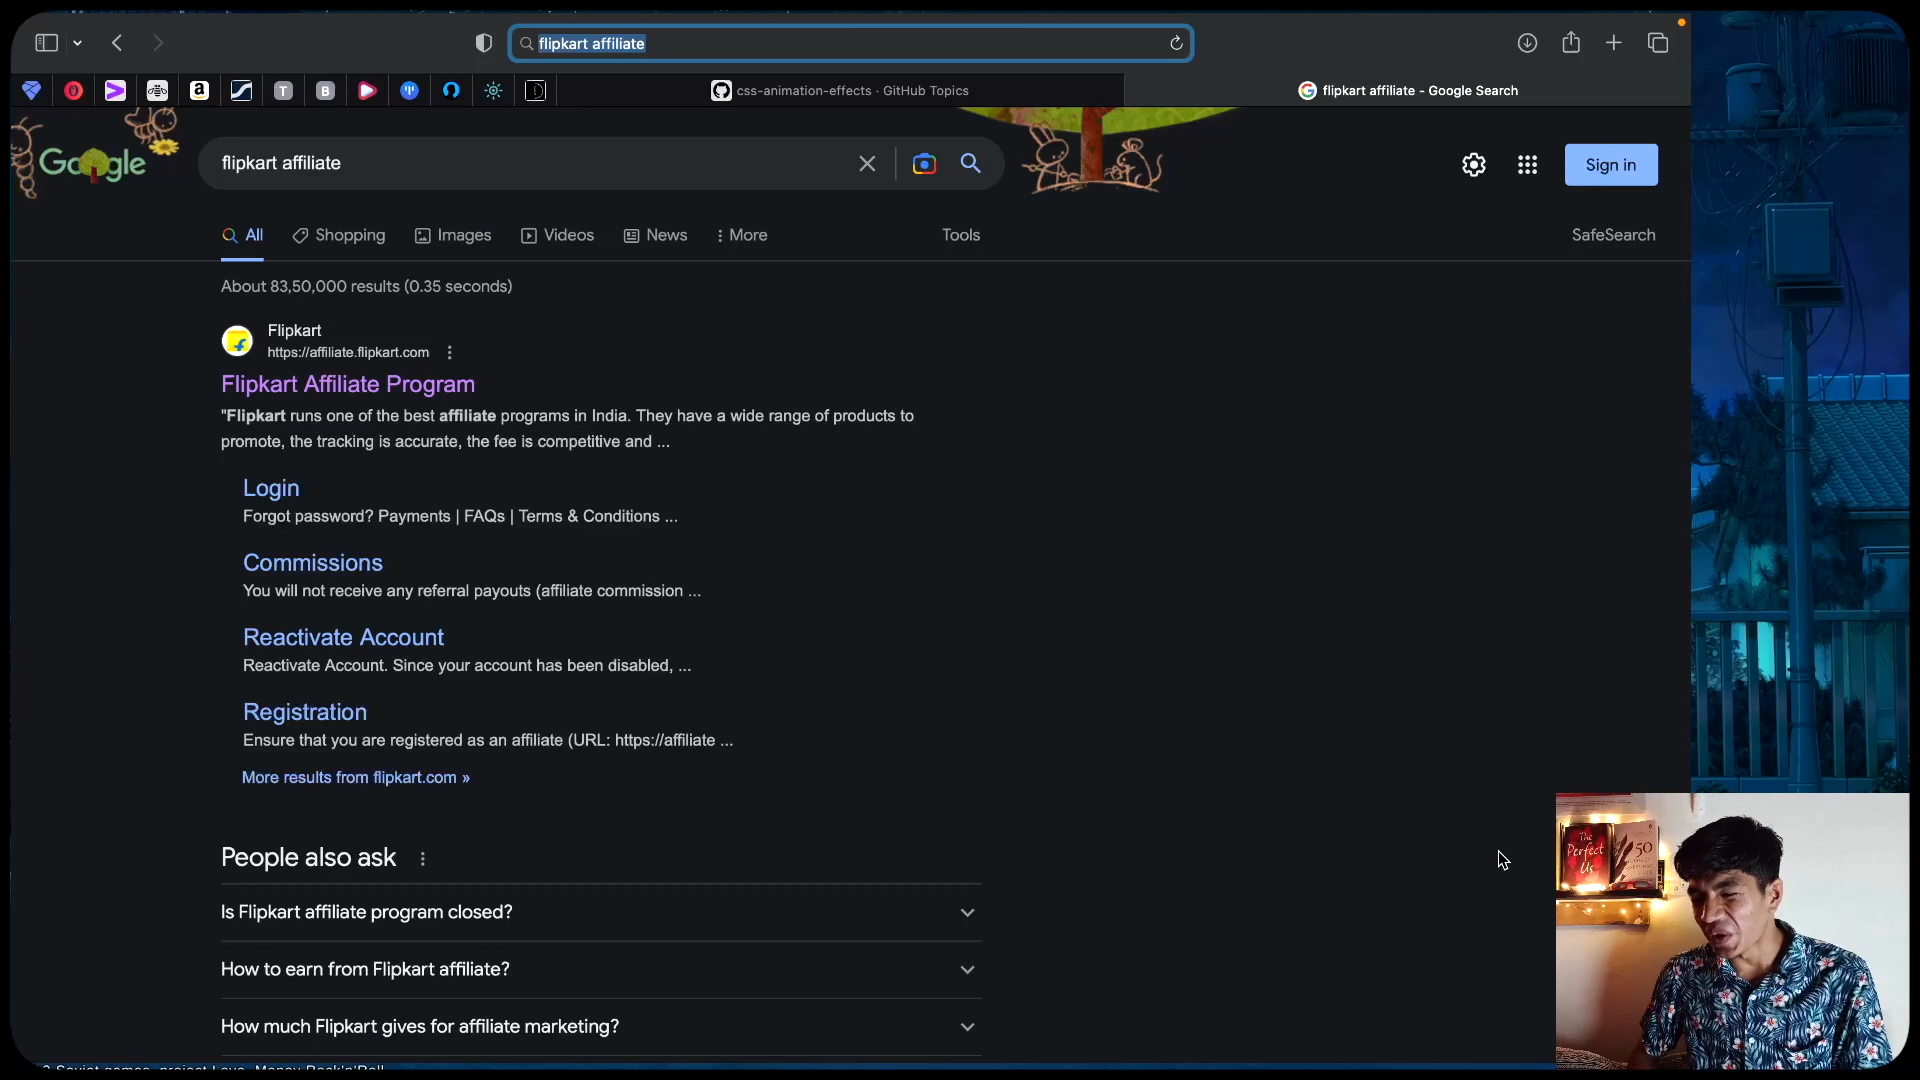 flipkart affiliate
T
B
css-animation-effects · GitHub Topics
flipkart affiliate - Google Search
Google
flipkart affiliate
Sign in
All
Shopping
Images
Videos
News
More
Tools
SafeSearch
About 83,50,000 results (0.35 seconds)
Flipkart
https://affiliate.flipkart.com
Flipkart Affiliate Program
"Flipkart runs one of the best affiliate programs in India. They have a wide range of products to
promote, the tracking is accurate, the fee is competitive and ...
Login
Forgot password? Payments | FAQs | Terms & Conditions ...
Commissions
You will not receive any referral payouts (affiliate commission ...
Reactivate Account
Reactivate Account. Since your account has been disabled, ...
Registration
Ensure that you are registered as an affiliate (URL: https://affiliate ...
More results from flipkart.com »
People also ask
Is Flipkart affiliate program closed?
How to earn from Flipkart affiliate?
How much Flipkart gives for affiliate marketing?
The
Perfect
Us
50